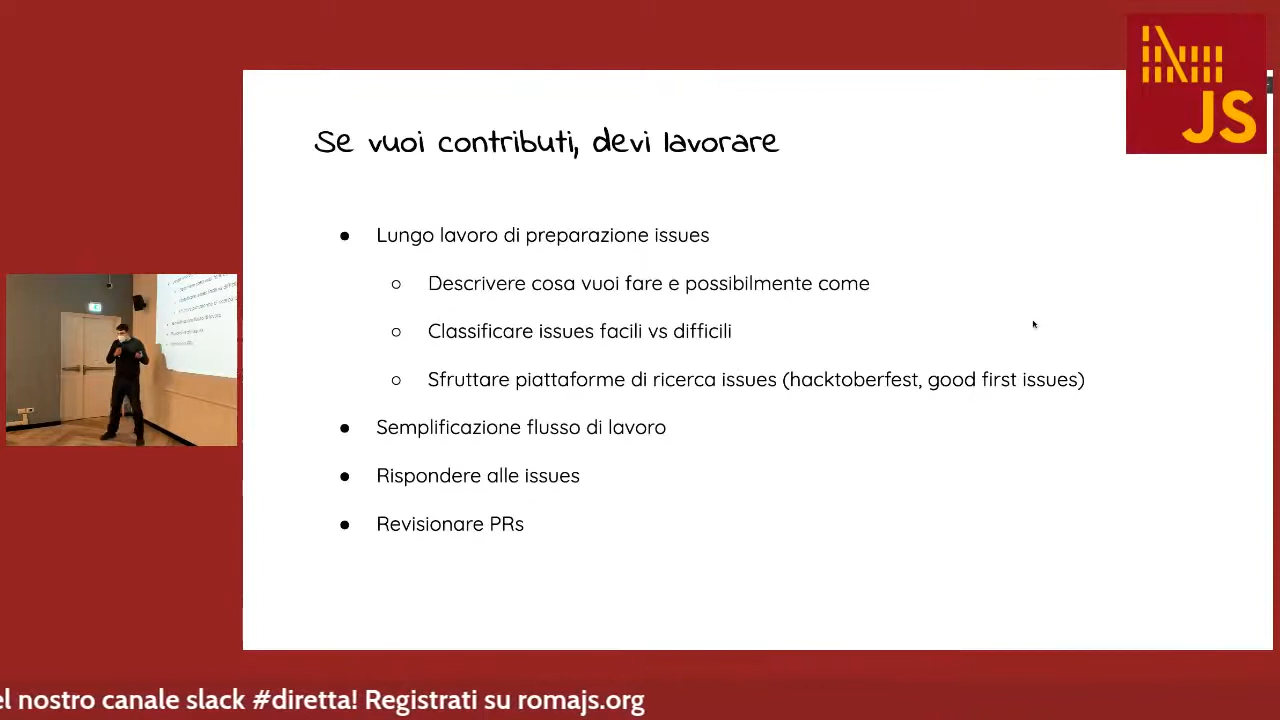 JS
Se vuoi contributi, devi lavorare
● Lungo lavoro di preparazione issues
○ Descrivere cosa vuoi fare e possibilmente come
○ Classificare issues facili vs difficili
○ Sfruttare piattaforme di ricerca issues (hacktoberfest, good first issues)
● Semplificazione flusso di lavoro
● Rispondere alle issues
● Revisionare PRs
el nostro canale slack #diretta! Registrati su romajs.org